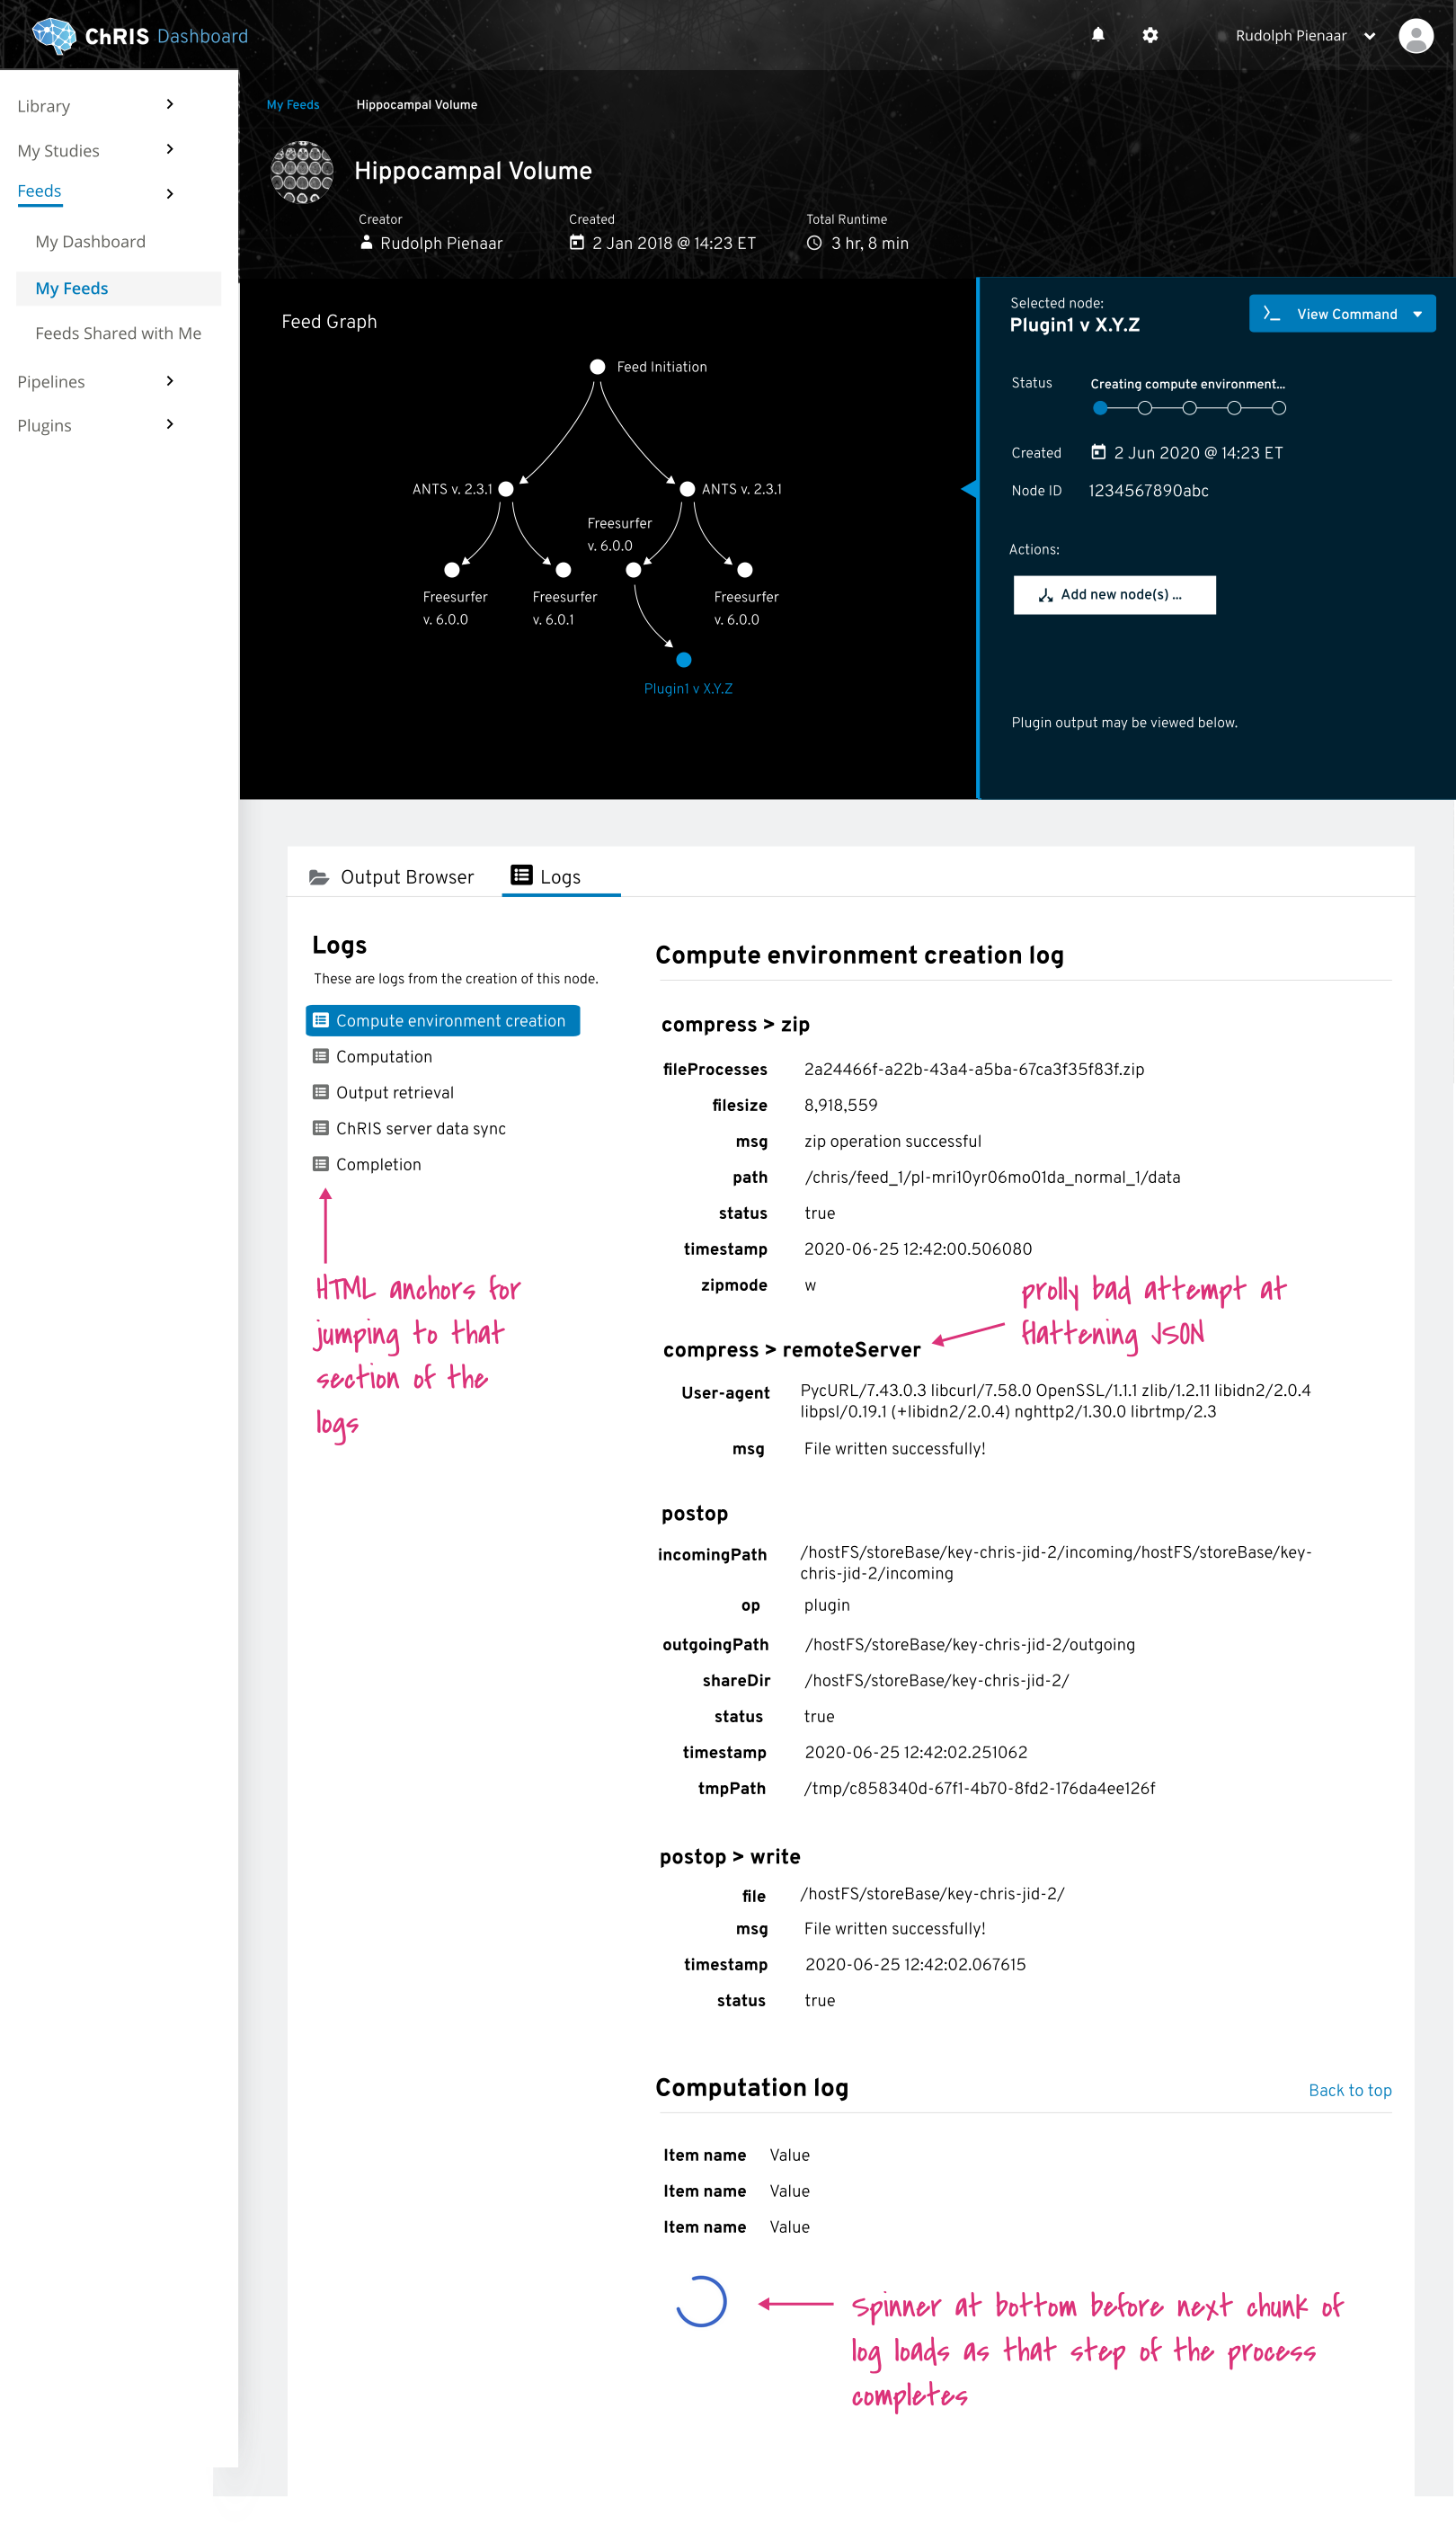 ChRIS Dashboard
Rudolph Pienaar
Library
My Studies
Feeds
My Dashboard
My Feeds
Feeds Shared with Me
Pipelines
Plugins
My Feeds Hippocampal Volume
Hippocampal Volume
Creator Created Total Runtime
Rudolph Pienaar 2 Jan 2018 @ 14:23 ET 3 hr, 8 min
Feed Graph
Feed Initiation
ANTS v. 2.3.1 ANTS v. 2.3.1
Freesurfer
v. 6.0.0
Freesurfer Freesurfer Freesurfer
v. 6.0.0 v. 6.0.1 v. 6.0.0
Plugin1 v X.Y.Z
Selected node:
Plugin1 v X.Y.Z
View Command
Status Creating compute environment...
Created 2 Jun 2020 @ 14:23 ET
Node ID 1234567890abc
Actions:
Add new node(s) ...
Plugin output may be viewed below.
Output Browser Logs
Logs
These are logs from the creation of this node.
Compute environment creation
Computation
Output retrieval
ChRIS server data sync
Completion
HTML anchors for
jumping to that
section of the
logs
Compute environment creation log
compress > zip
fileProcesses 2a24466f-a22b-43a4-a5ba-67ca3f35f83f.zip
filesize 8,918,559
msg zip operation successful
path /chris/feed_1/pl-mri10yr06mo01da_normal_1/data
status true
timestamp 2020-06-25 12:42:00.506080
zipmode w
prolly bad attempt at
flattening JSON
compress > remoteServer
User-agent PycURL/7.43.0.3 libcurl/7.58.0 OpenSSL/1.1.1 zlib/1.2.11 libidn2/2.0.4
libpsl/0.19.1 (+libidn2/2.0.4) nghttp2/1.30.0 librtmp/2.3
msg File written successfully!
postop
incomingPath /hostFS/storeBase/key-chris-jid-2/incoming/hostFS/storeBase/key-
chris-jid-2/incoming
op plugin
outgoingPath /hostFS/storeBase/key-chris-jid-2/outgoing
shareDir /hostFS/storeBase/key-chris-jid-2/
status true
timestamp 2020-06-25 12:42:02.251062
tmpPath /tmp/c858340d-67f1-4b70-8fd2-176da4ee126f
postop > write
file /hostFS/storeBase/key-chris-jid-2/
msg File written successfully!
timestamp 2020-06-25 12:42:02.067615
status true
Computation log Back to top
Item name Value
Item name Value
Item name Value
Spinner at bottom before next chunk of
log loads as that step of the process
completes